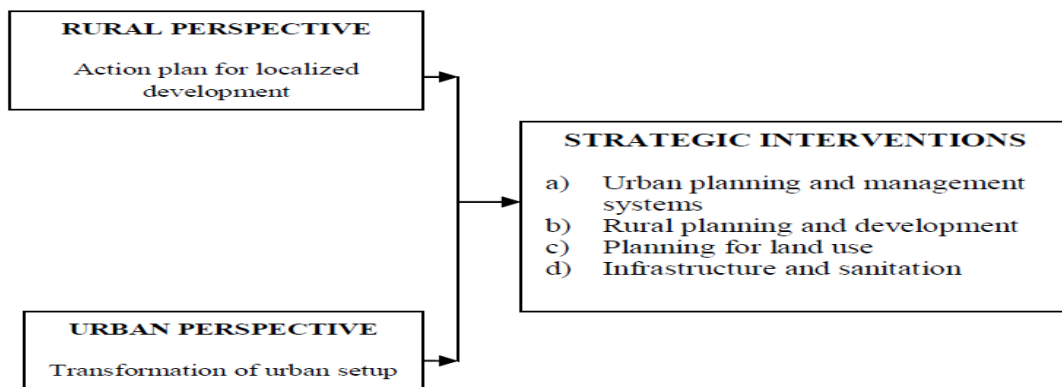 RURAL PERSPECTIVE
Action plan for localized
development
STRATEGIC INTERVENTIONS
a) Urban planning and management
systems
b) Rural planning and development
c) Planning for land use
d) Infrastructure and sanitation
URBAN PERSPECTIVE
Transformation of urban setup